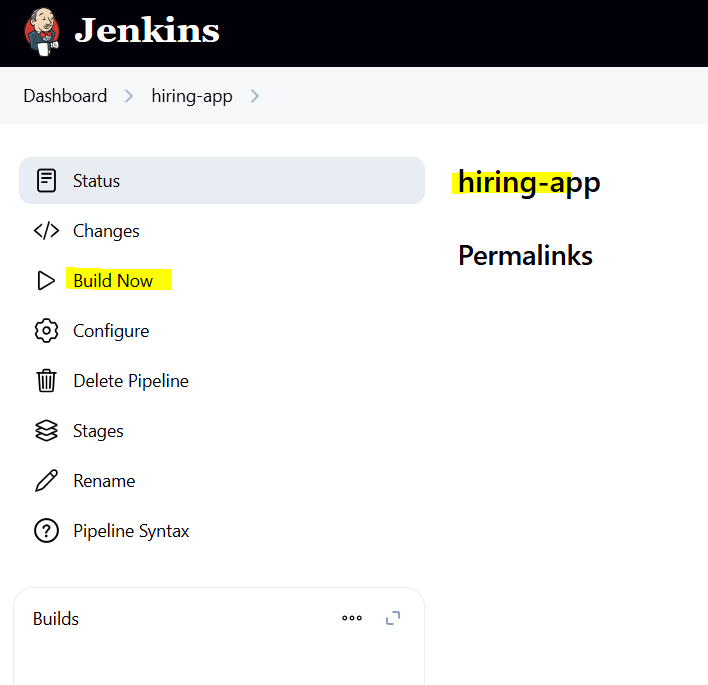 Jenkins
Dashboard hiring-app
Status
Changes
Build Now
Configure
Delete Pipeline
Stages
Rename
Pipeline Syntax
Builds
hiring-app
Permalinks